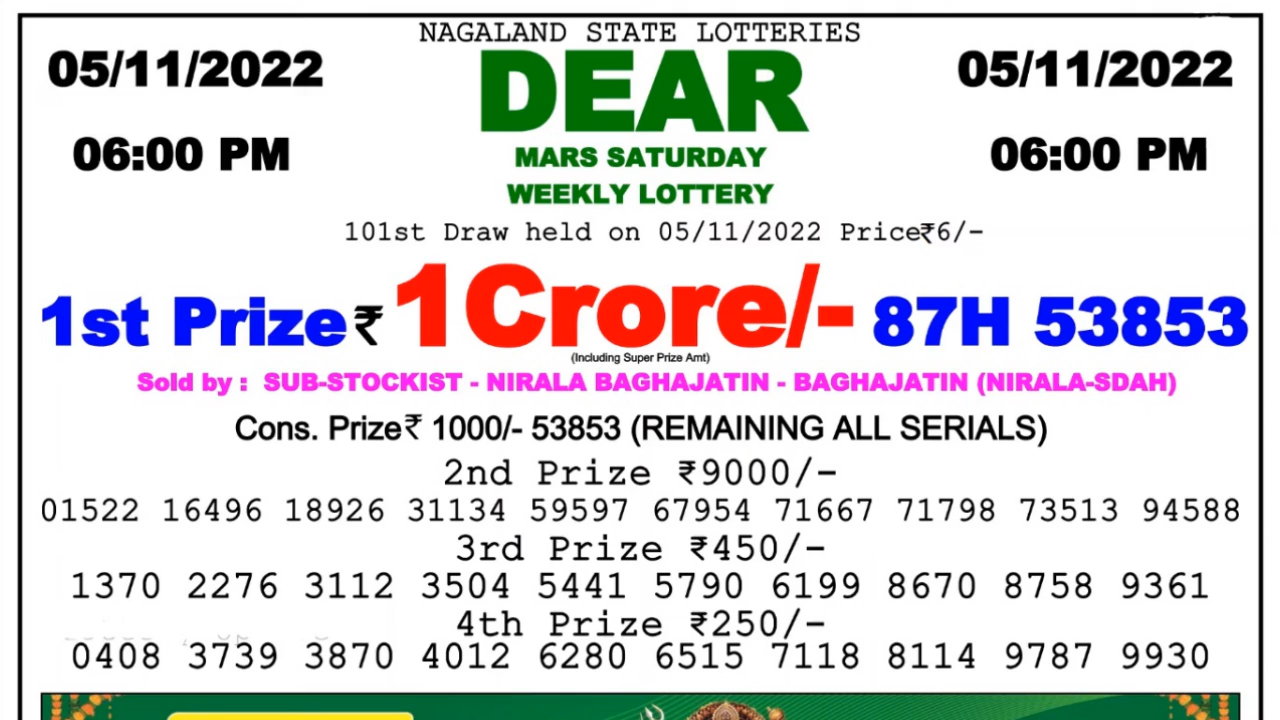 NAGALAND STATE LOTTERIES
05/11/2022 DEAR 05/11/2022
06:00 PM MARS SATURDAY 06:00 PM
WEEKLY LOTTERY
101st Draw held on 05/11/2022 Price₹6/-
1st Prize₹ 1Crore/- 87H 53853
(Including Super Prize Amt)
Sold by : SUB-STOCKIST - NIRALA BAGHAJATIN - BAGHAJATIN (NIRALA-SDAH)
Cons. Prize₹ 1000/- 53853 (REMAINING ALL SERIALS)
2nd Prize ₹9000/-
01522 16496 18926 31134 59597 67954 71667 71798 73513 94588
3rd Prize ₹450/-
1370 2276 3112 3504 5441 5790 6199 8670 8758 9361
4th Prize ₹250/-
0408 3739 3870 4012 6280 6515 7118 8114 9787 9930